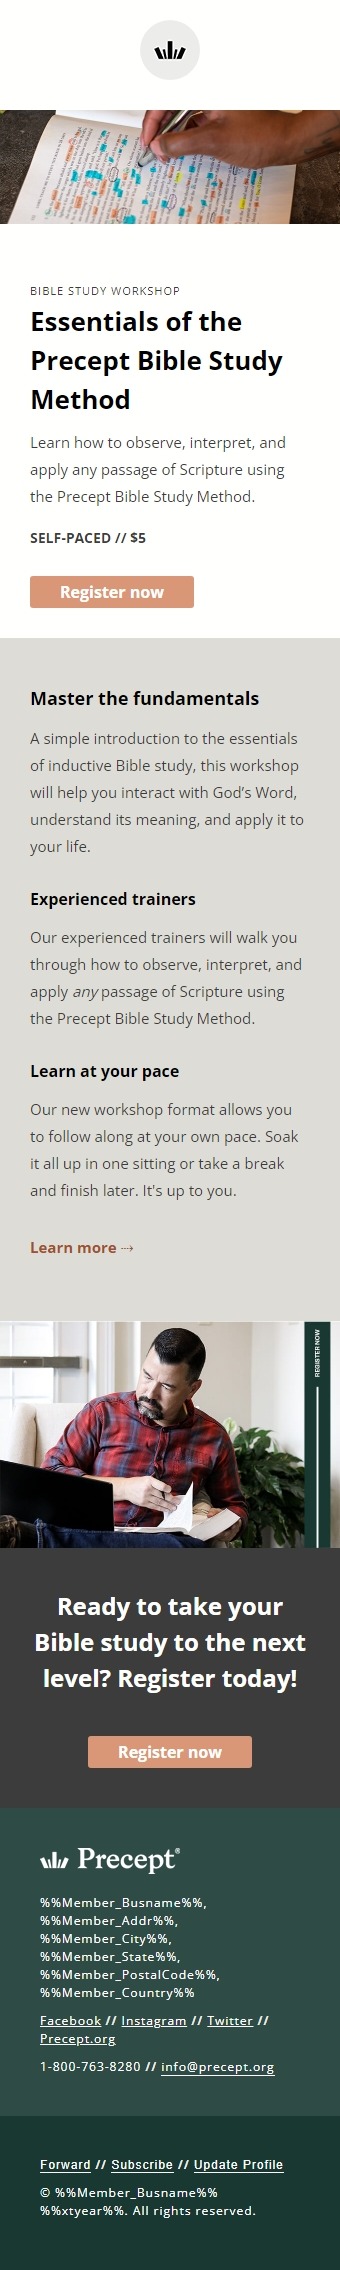 BIBLE STUDY WORKSHOP
Essentials of the
Precept Bible Study
Method
Learn how to observe, interpret, and
apply any passage of Scripture using
the Precept Bible Study Method.
SELF-PACED // $5
Register now
Master the fundamentals
A simple introduction to the essentials
of inductive Bible study, this workshop
will help you interact with God’s Word,
understand its meaning, and apply it to
your life.
Experienced trainers
Our experienced trainers will walk you
through how to observe, interpret, and
apply any passage of Scripture using
the Precept Bible Study Method.
Learn at your pace
Our new workshop format allows you
to follow along at your own pace. Soak
it all up in one sitting or take a break
and finish later. It's up to you.
Learn more ⤑
REGISTER NOW
Ready to take your
Bible study to the next
level? Register today!
Register now
Precept®
%%Member_Busname%%,
%%Member_Addr%%,
%%Member_City%%,
%%Member_State%%,
%%Member_PostalCode%%,
%%Member_Country%%
Facebook // Instagram // Twitter //
Precept.org
1-800-763-8280 // info@precept.org
Forward // Subscribe // Update Profile
© %%Member_Busname%%
%%xtyear%%. All rights reserved.